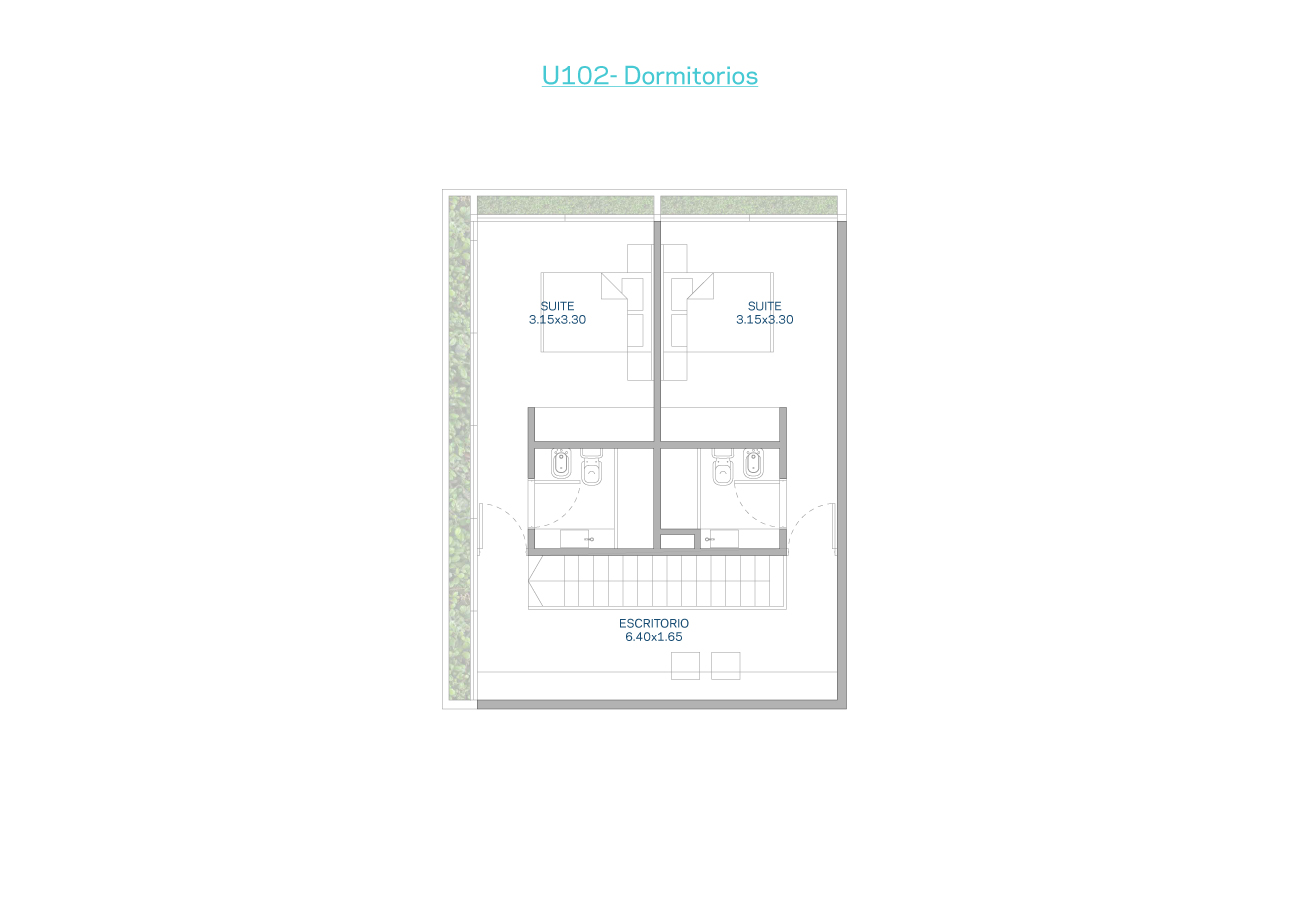 U102- Dormitorios
SUITE
3.15x3.30
SUITE
3.15x3.30
ESCRITORIO
6.40x1.65